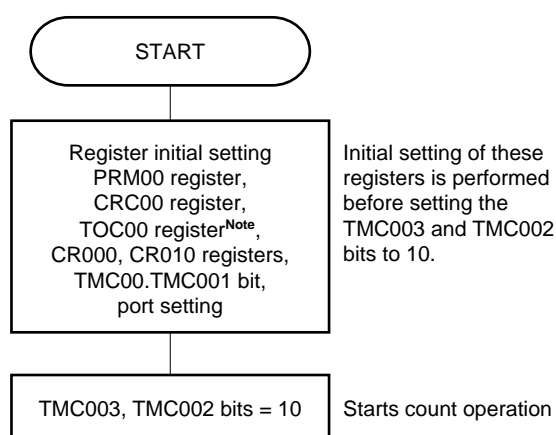 START
Register initial setting
PRM00 register,
CRC00 register,
TOC00 registerNote,
CR000, CR010 registers,
TMC00.TMC001 bit,
port setting
Initial setting of these
registers is performed
before setting the
TMC003 and TMC002
bits to 10.
TMC003, TMC002 bits = 10
Starts count operation